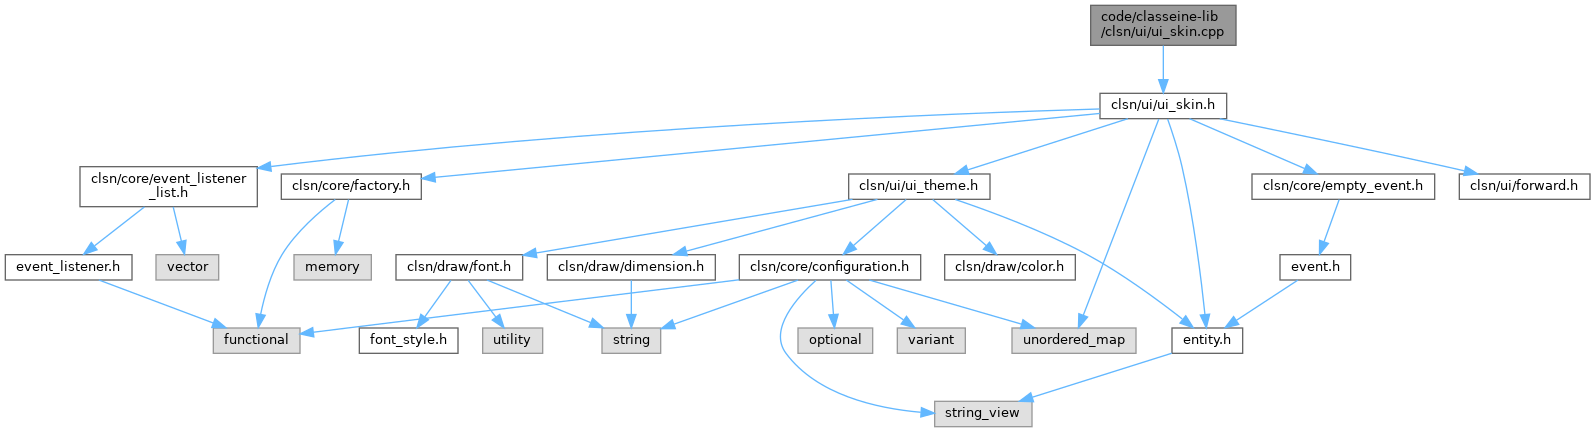 code/classeine-lib
/clsn/ui/ui_skin.cpp
clsn/ui/ui_skin.h
clsn/core/event_listener
_list.h
clsn/core/factory.h
clsn/ui/ui_theme.h
clsn/core/empty_event.h
clsn/ui/forward.h
event_listener.h
vector
memory
clsn/draw/font.h
clsn/draw/dimension.h
clsn/core/configuration.h
clsn/draw/color.h
event.h
functional
font_style.h
utility
string
optional
variant
unordered_map
entity.h
string_view